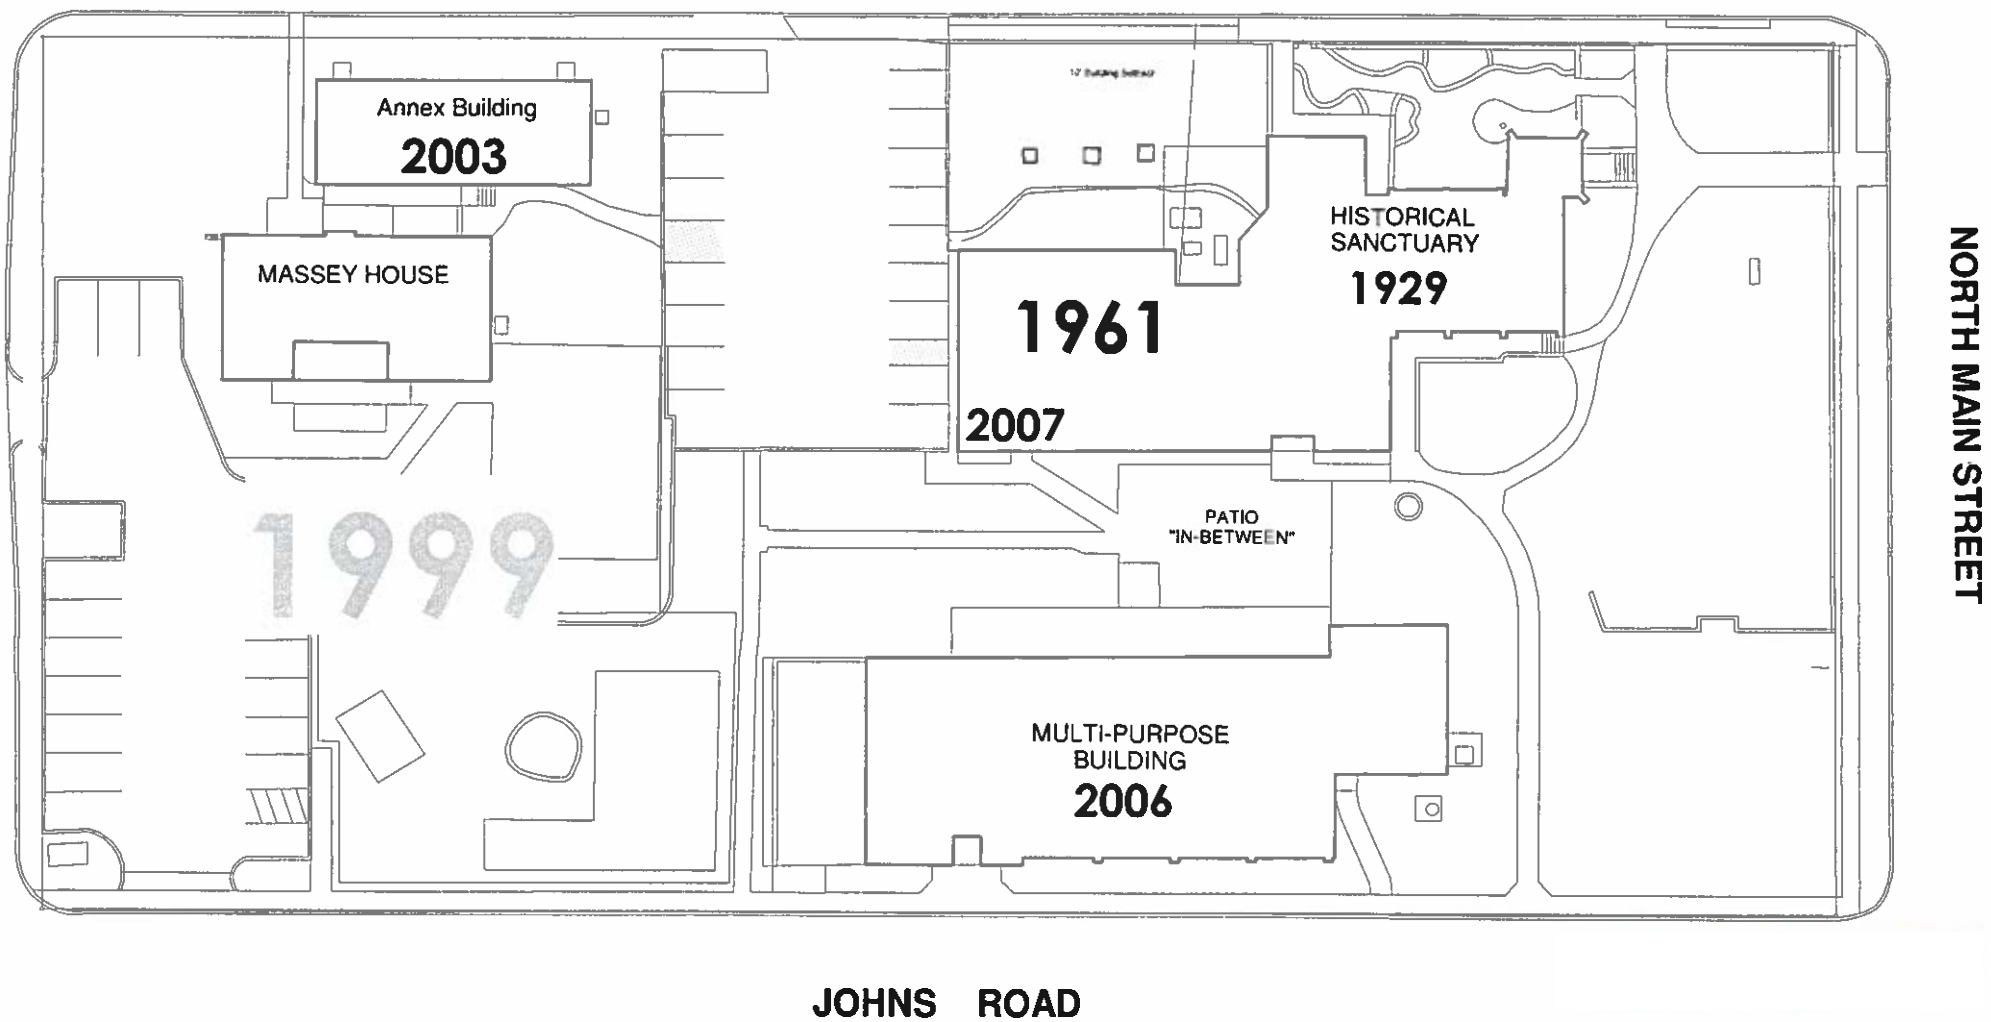 Annex Building
2003
MASSEY HOUSE
HISTORICAL
SANCTUARY
1929
1961
2007
1999
PATIO
"IN-BETWEEN"
MULTI-PURPOSE
BUILDING
2006
NORTH MAIN STREET
JOHNS ROAD